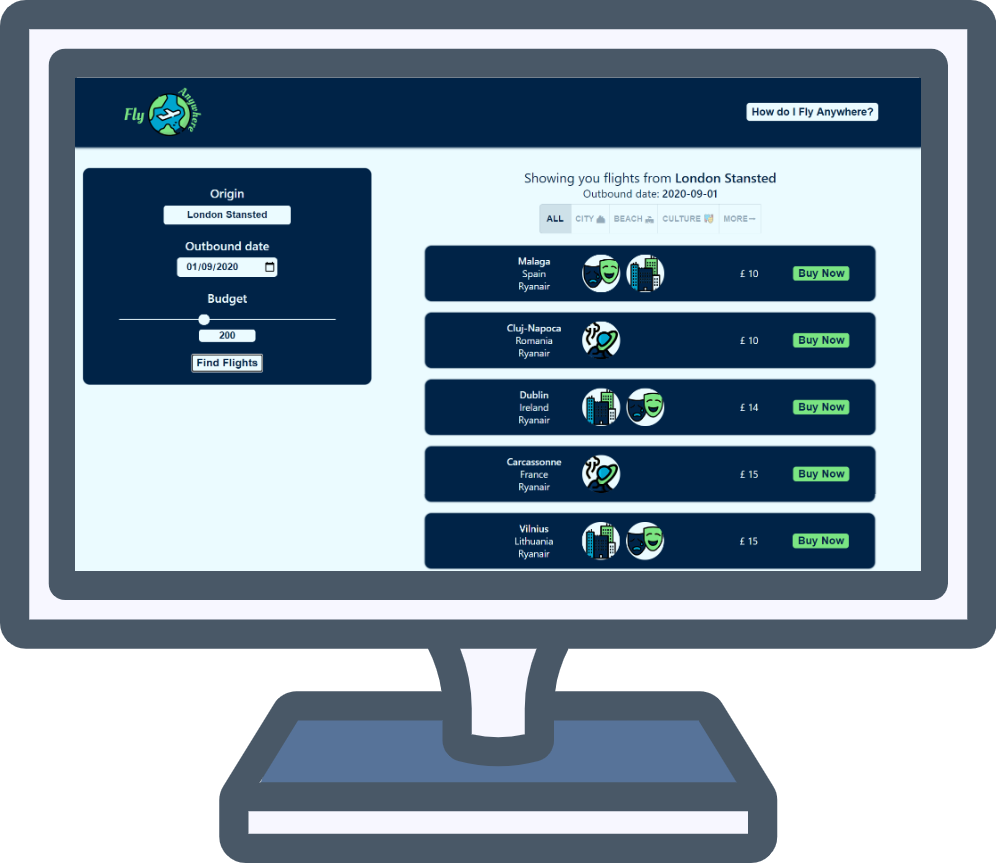 Fly Anywhere
How do I Fly Anywhere?
Origin
London Stansted
Outbound date
01/09/2020
Budget
200
Find Flights
Showing you flights from London Stansted
Outbound date: 2020-09-01
ALL CITY BEACH CULTURE MORE
Malaga
Spain
Ryanair
£ 10
Buy Now
Cluj-Napoca
Romania
Ryanair
£ 10
Buy Now
Dublin
Ireland
Ryanair
£ 14
Buy Now
Carcassonne
France
Ryanair
£ 15
Buy Now
Vilnius
Lithuania
Ryanair
£ 15
Buy Now